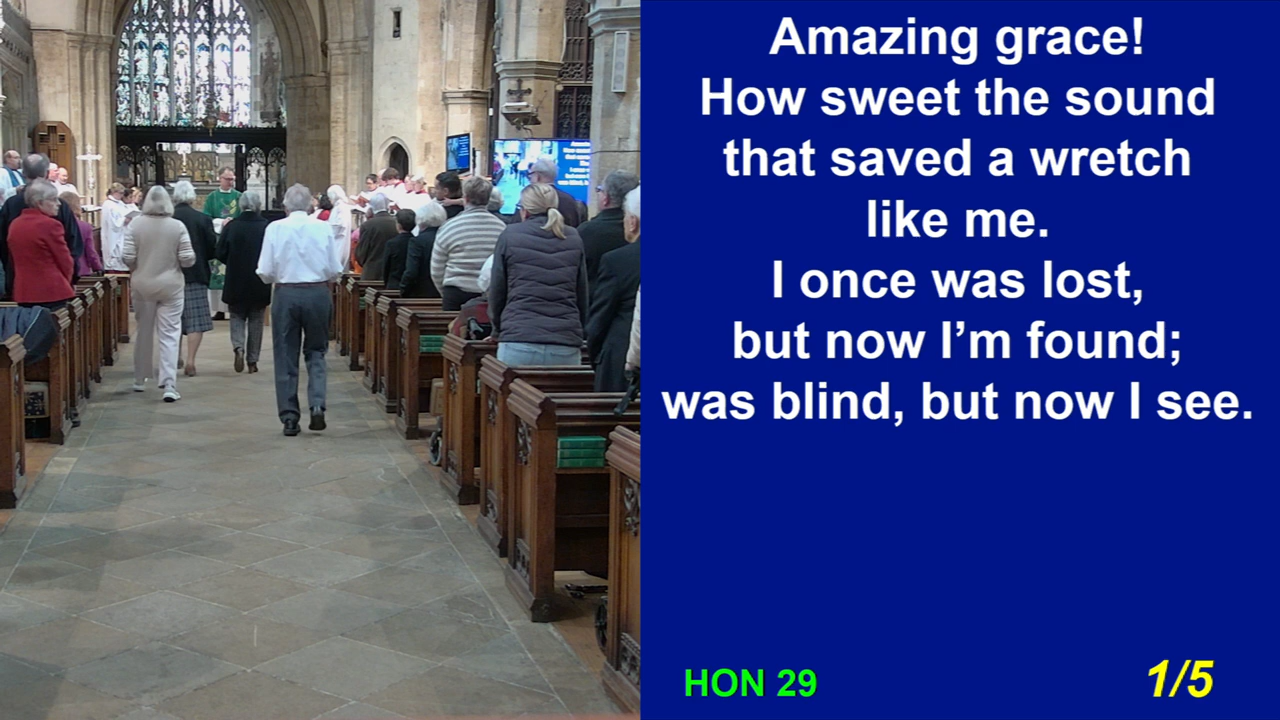 Amazing grace!
How sweet the sound
that saved a wretch
like me.
I once was lost,
but now I’m found;
was blind, but now I see.
HON 29
1/5